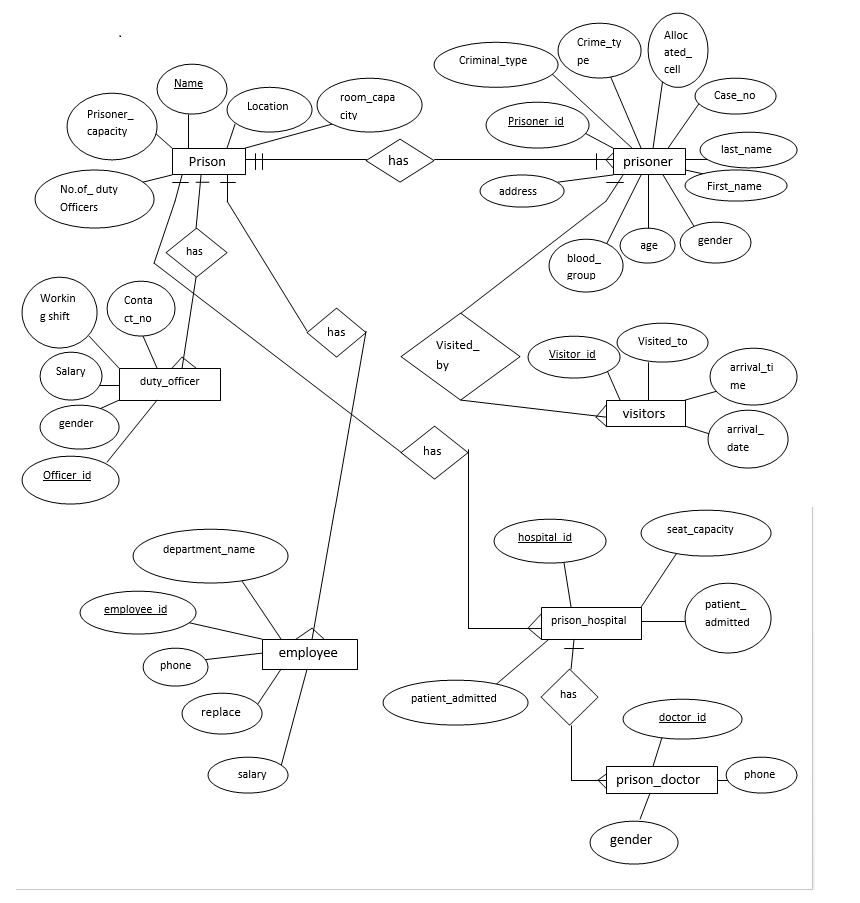 Name
Location
room_capa
city
Prisoner_
capacity
Prison
No.of_ duty
Officers
has
Criminal_type
Crime_ty
pe
Alloc
ated_
cell
Case_no
Prisoner_id
last_name
First_name
prisoner
address
blood_
group
age
gender
has
has
Workin
g shift
Conta
ct_no
Salary
duty_officer
gender
Officer_id
Visited_
by
Visitor_id
Visited_to
arrival_ti
me
visitors
arrival_
date
has
department_name
employee_id
phone
employee
replace
salary
hospital_id
seat_capacity
prison_hospital
patient_
admitted
patient_admitted
has
doctor_id
prison_doctor
phone
gender